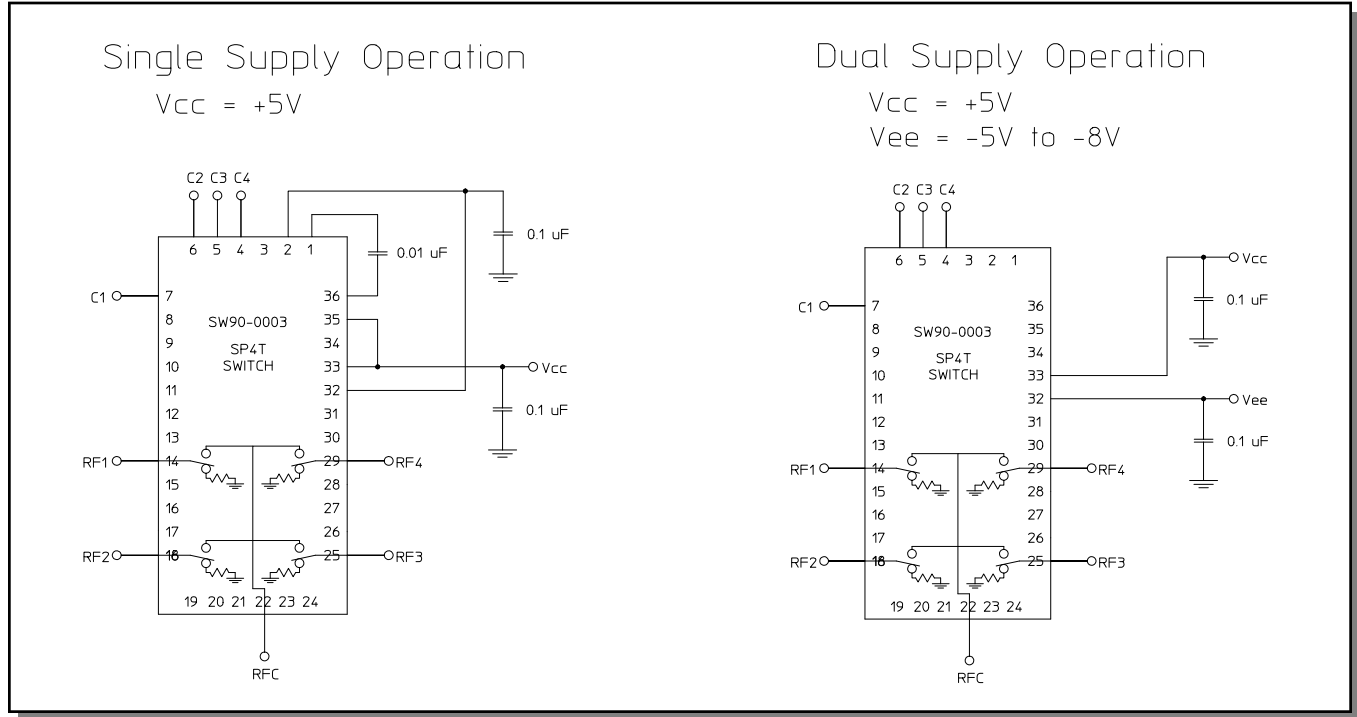 Single Supply Operation
Vcc = +5V
C2 C3 C4
6 5 4 3 2 1
0.01 uF
0.1 uF
C1
7
8
9
10
11
12
13
14
15
16
17
18
36
35
34
33
32
31
30
29
28
27
26
25
SW90-0003
SP4T
SWITCH
Vcc
0.1 uF
RF1
RF4
RF2
RF3
19 20 21 22 23 24
RFC
Dual Supply Operation
Vcc = +5V
Vee = -5V to -8V
C2 C3 C4
6 5 4 3 2 1
C1
7
8
9
10
11
12
13
14
15
16
17
18
36
35
34
33
32
31
30
29
28
27
26
25
SW90-0003
SP4T
SWITCH
Vcc
0.1 uF
Vee
0.1 uF
RF1
RF4
RF2
RF3
19 20 21 22 23 24
RFC